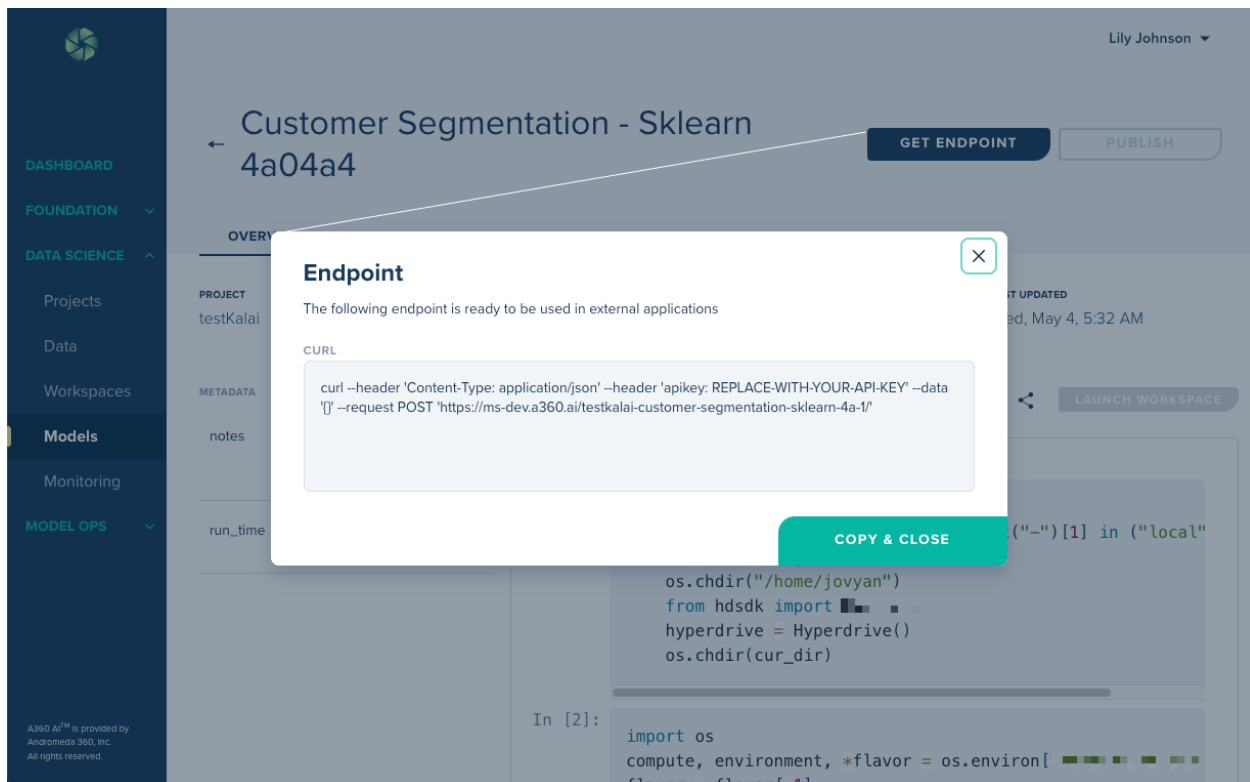 Lily Johnson
Customer Segmentation - Sklearn
4a04a4
GET ENDPOINT
PUBLISH
DASHBOARD
FOUNDATION
DATA SCIENCE
Projects
Data
Workspaces
Models
Monitoring
MODEL OPS
A360 AI™ is provided by
Andromeda 360, Inc.
All rights reserved.
PROJECT
testKalai
METADATA
notes
run_time
Endpoint
The following endpoint is ready to be used in external applications
CURL
curl --header 'Content-Type: application/json' --header 'apikey: REPLACE-WITH-YOUR-API-KEY' --data
'{}' --request POST 'https://ms-dev.a360.ai/testkalai-customer-segmentation-sklearn-4a-1/'
COPY & CLOSE
May 4, 5:32 AM
LAUNCH WORKSPACE
("-")[1] in ("local"
os.chdir("/home/jovyan")
from hdsdk import
hyperdrive = Hyperdrive()
os.chdir(cur_dir)
In [2]:
import os
compute, environment, *flavor = os.environ['